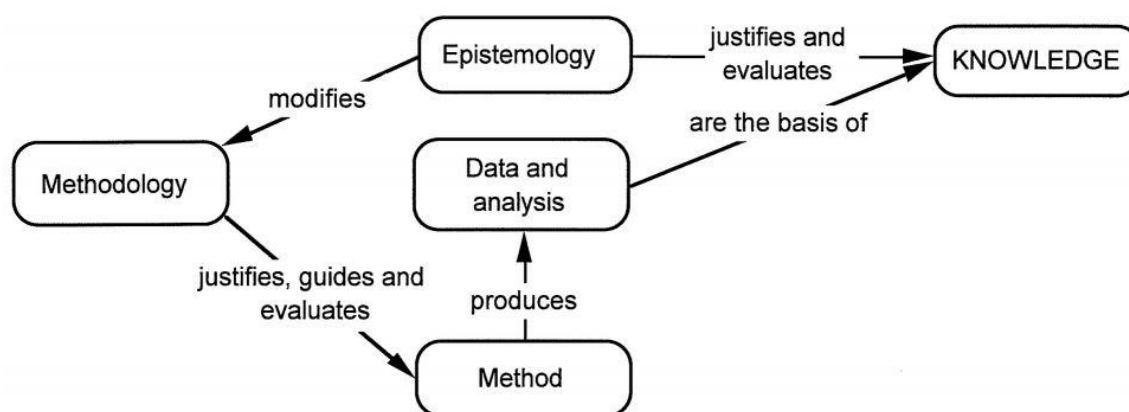 Epistemology
justifies and
evaluates
KNOWLEDGE
modifies
are the basis of
Methodology
Data and
analysis
justifies, guides and
evaluates
produces
Method